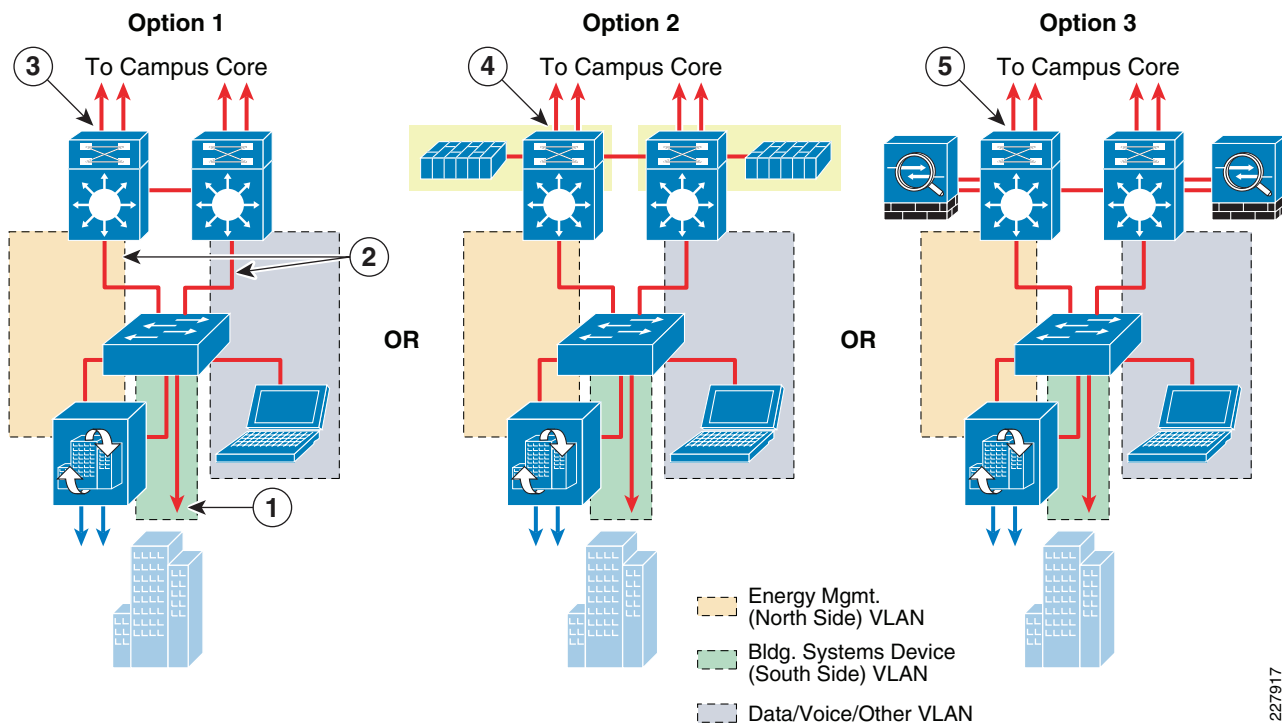 Option 1
Option 2
Option 3
3
To Campus Core
4
To Campus Core
5
To Campus Core
2
OR
OR
1
Energy Mgmt.
(North Side) VLAN
Bldg. Systems Device
(South Side) VLAN
Data/Voice/Other VLAN
227917